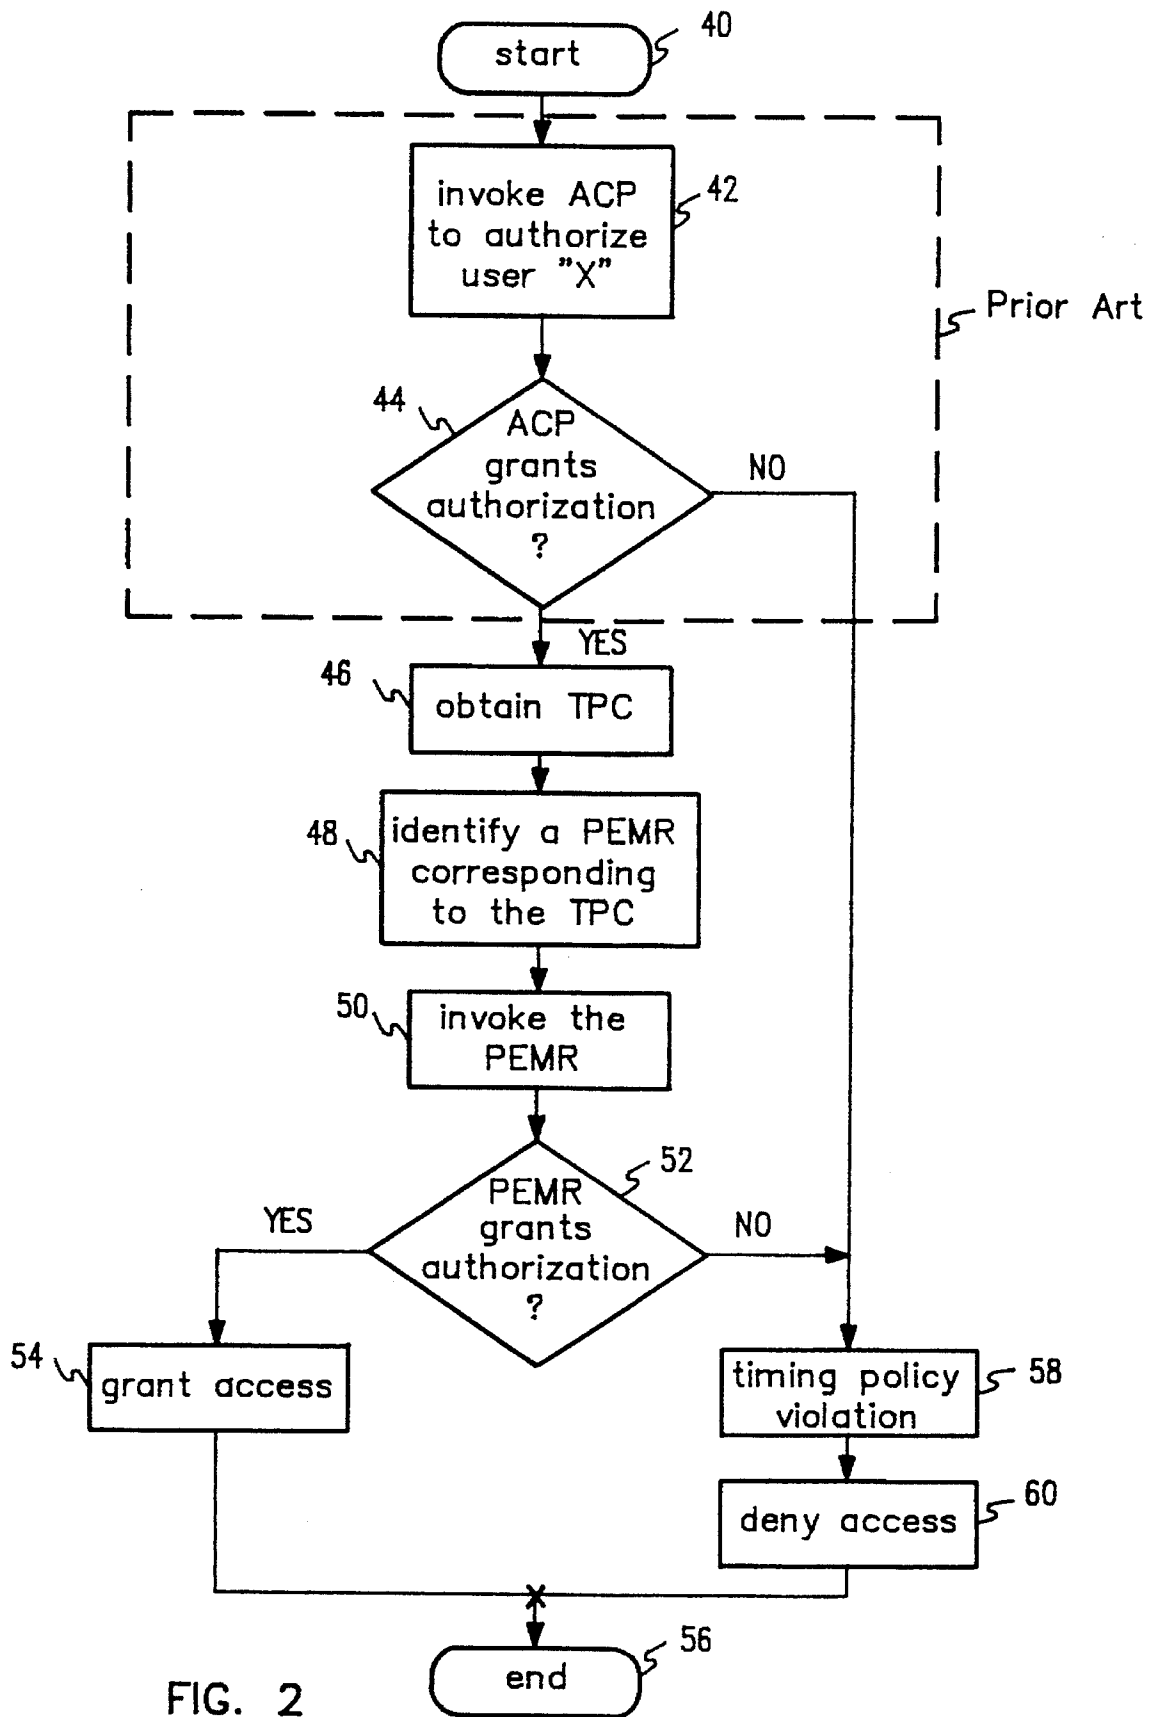 start
40
invoke ACP
to authorize
user "X"
42
Prior Art
44
ACP
grants
authorization
?
NO
YES
46
obtain TPC
48
identify a PEMR
corresponding
to the TPC
50
invoke the
PEMR
52
PEMR
grants
authorization
?
YES
NO
54
grant access
timing policy
violation
58
deny access
60
end
56
FIG. 2